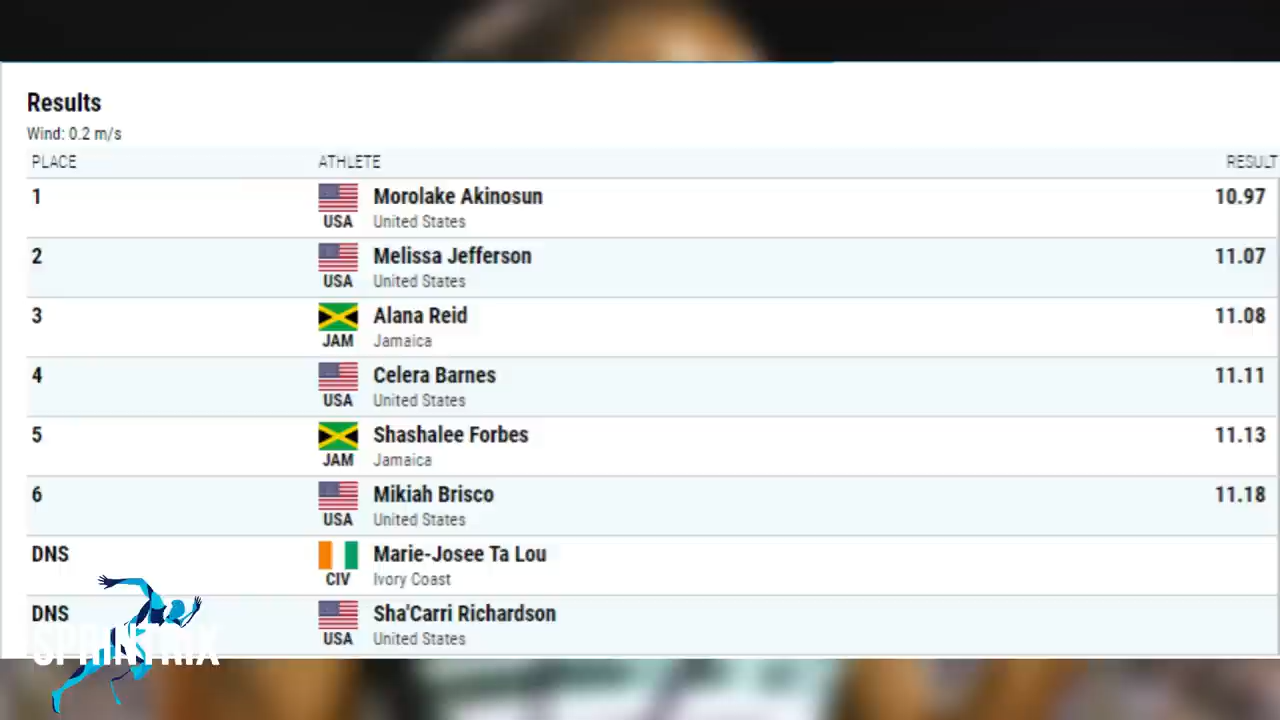 Results
Wind: 0.2 m/s
PLACE ATHLETE RESULT
1 Morolake Akinosun 10.97
USA United States
2 Melissa Jefferson 11.07
USA United States
3 Alana Reid 11.08
JAM Jamaica
4 Celera Barnes 11.11
USA United States
5 Shashalee Forbes 11.13
JAM Jamaica
6 Mikiah Brisco 11.18
USA United States
DNS Marie-Josee Ta Lou
CIV Ivory Coast
DNS Sha'Carri Richardson
USA United States
SPRINTRIX